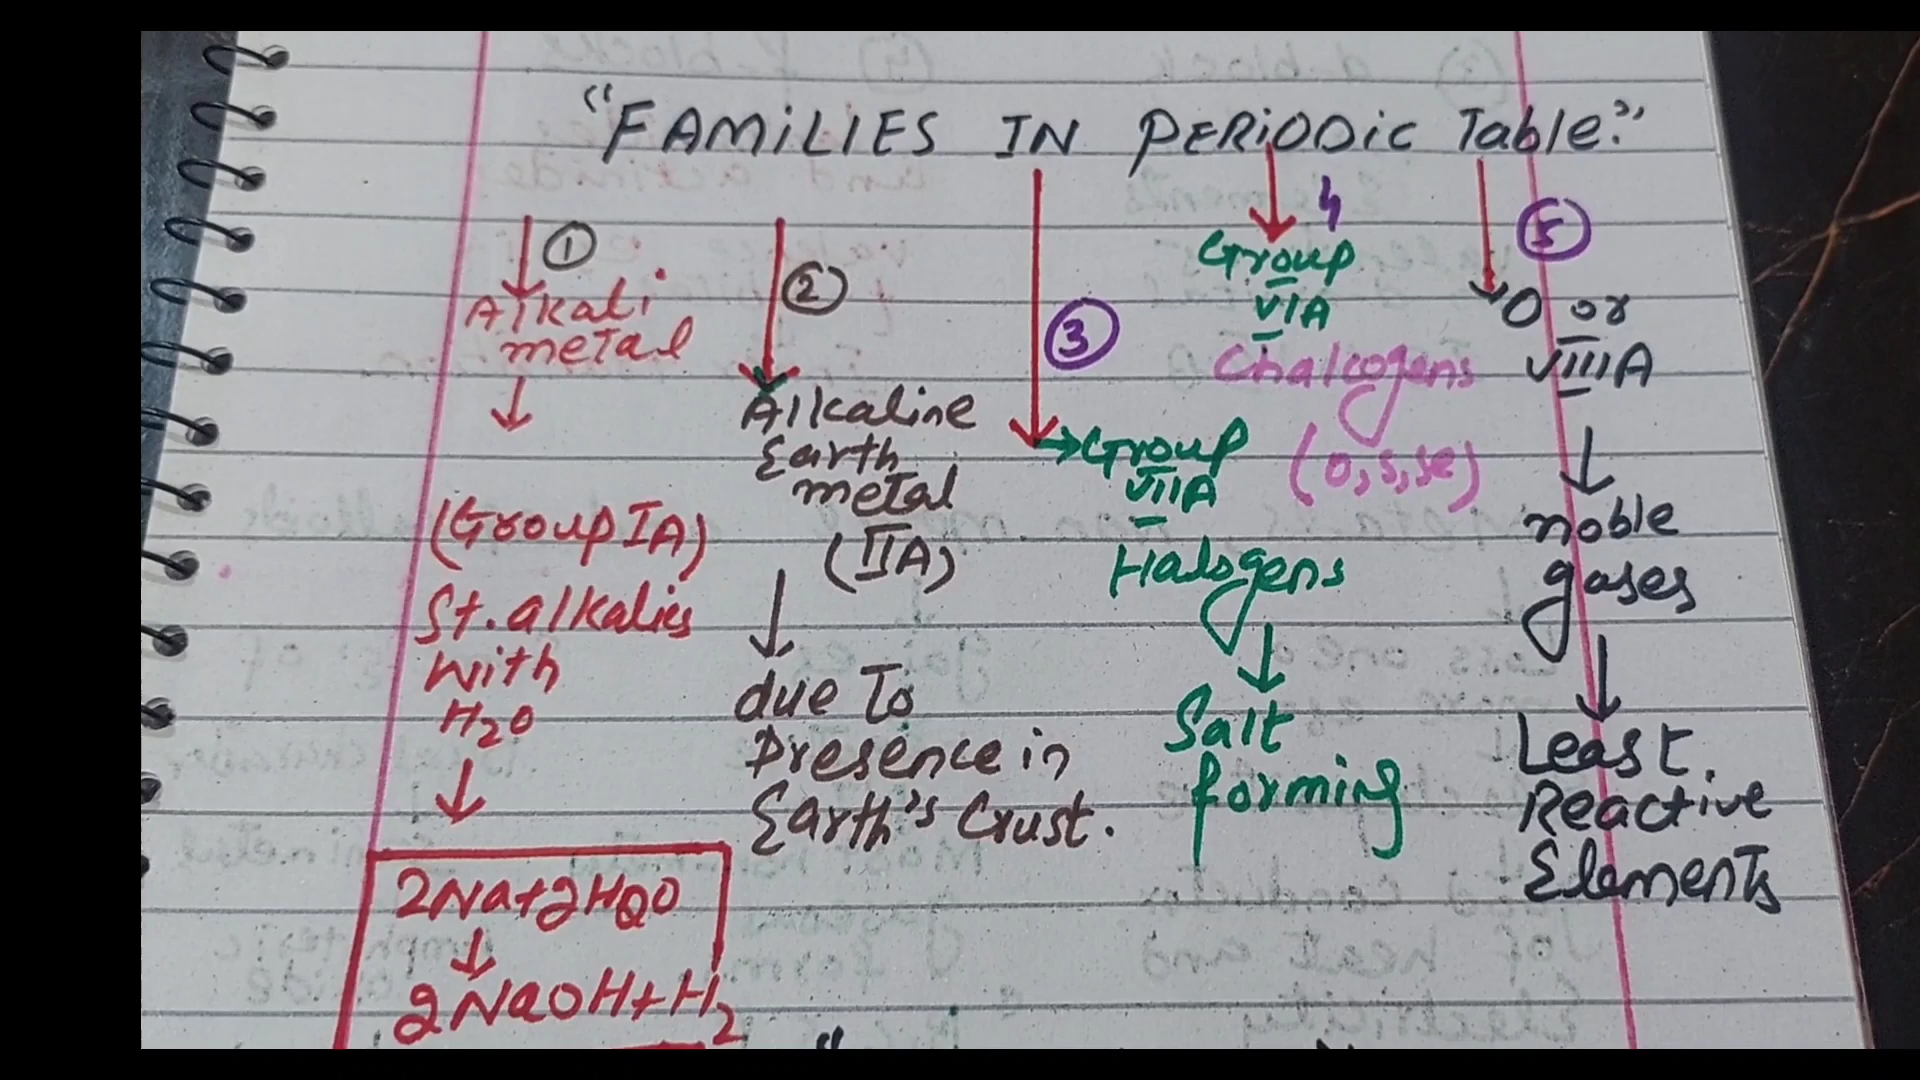 "FAMILIES IN PERIODIC Table."
①
Alkali
metal
(Group IA)
St. alkalies
with
H2O
2Na+2H2O
2NaOH+H2
②
Alkaline
Earth
metal
(IIA)
due To
Presence in
Earth's Crust.
③
Group
VIIA
Halogens
Salt
forming
4
Group
VIA
Chalcogens
(O, S, Se)
⑤
O or
VIIIA
noble
gases
Least
Reactive
Elements